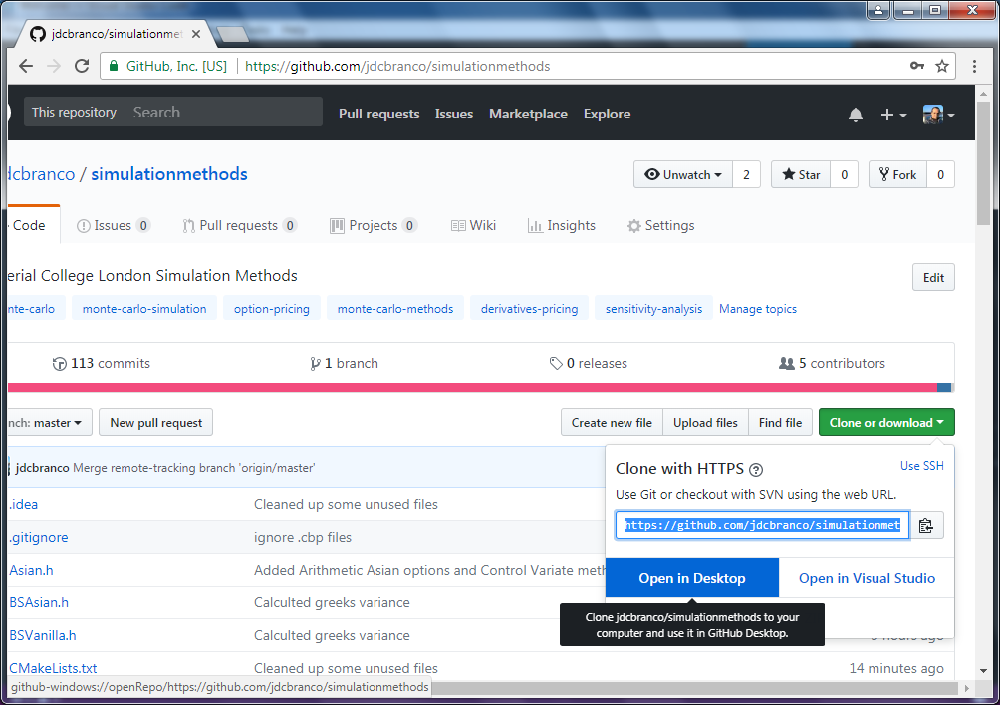 jdcbranco/simulationmet
GitHub, Inc. [US] https://github.com/jdcbranco/simulationmethods
This repository Search Pull requests Issues Marketplace Explore
jdcbranco / simulationmethods Unwatch 2 Star 0 Fork 0
Code Issues 0 Pull requests 0 Projects 0 Wiki Insights Settings
erial College London Simulation Methods Edit
nte-carlo monte-carlo-simulation option-pricing monte-carlo-methods derivatives-pricing sensitivity-analysis Manage topics
113 commits 1 branch 0 releases 5 contributors
nch: master New pull request Create new file Upload files Find file Clone or download
jdcbranco Merge remote-tracking branch 'origin/master'
Clone with HTTPS ? Use SSH
Use Git or checkout with SVN using the web URL.
https://github.com/jdcbranco/simulationmet
Open in Desktop Open in Visual Studio
Clone jdcbranco/simulationmethods to your
computer and use it in GitHub Desktop.
.idea Cleaned up some unused files
.gitignore ignore .cbp files
Asian.h Added Arithmetic Asian options and Control Variate meth
BSAsian.h Calculted greeks variance
BSVanilla.h Calculted greeks variance hours ago
CMakeLists.txt Cleaned up some unused files 14 minutes ago
github-windows://openRepo/https://github.com/jdcbranco/simulationmethods